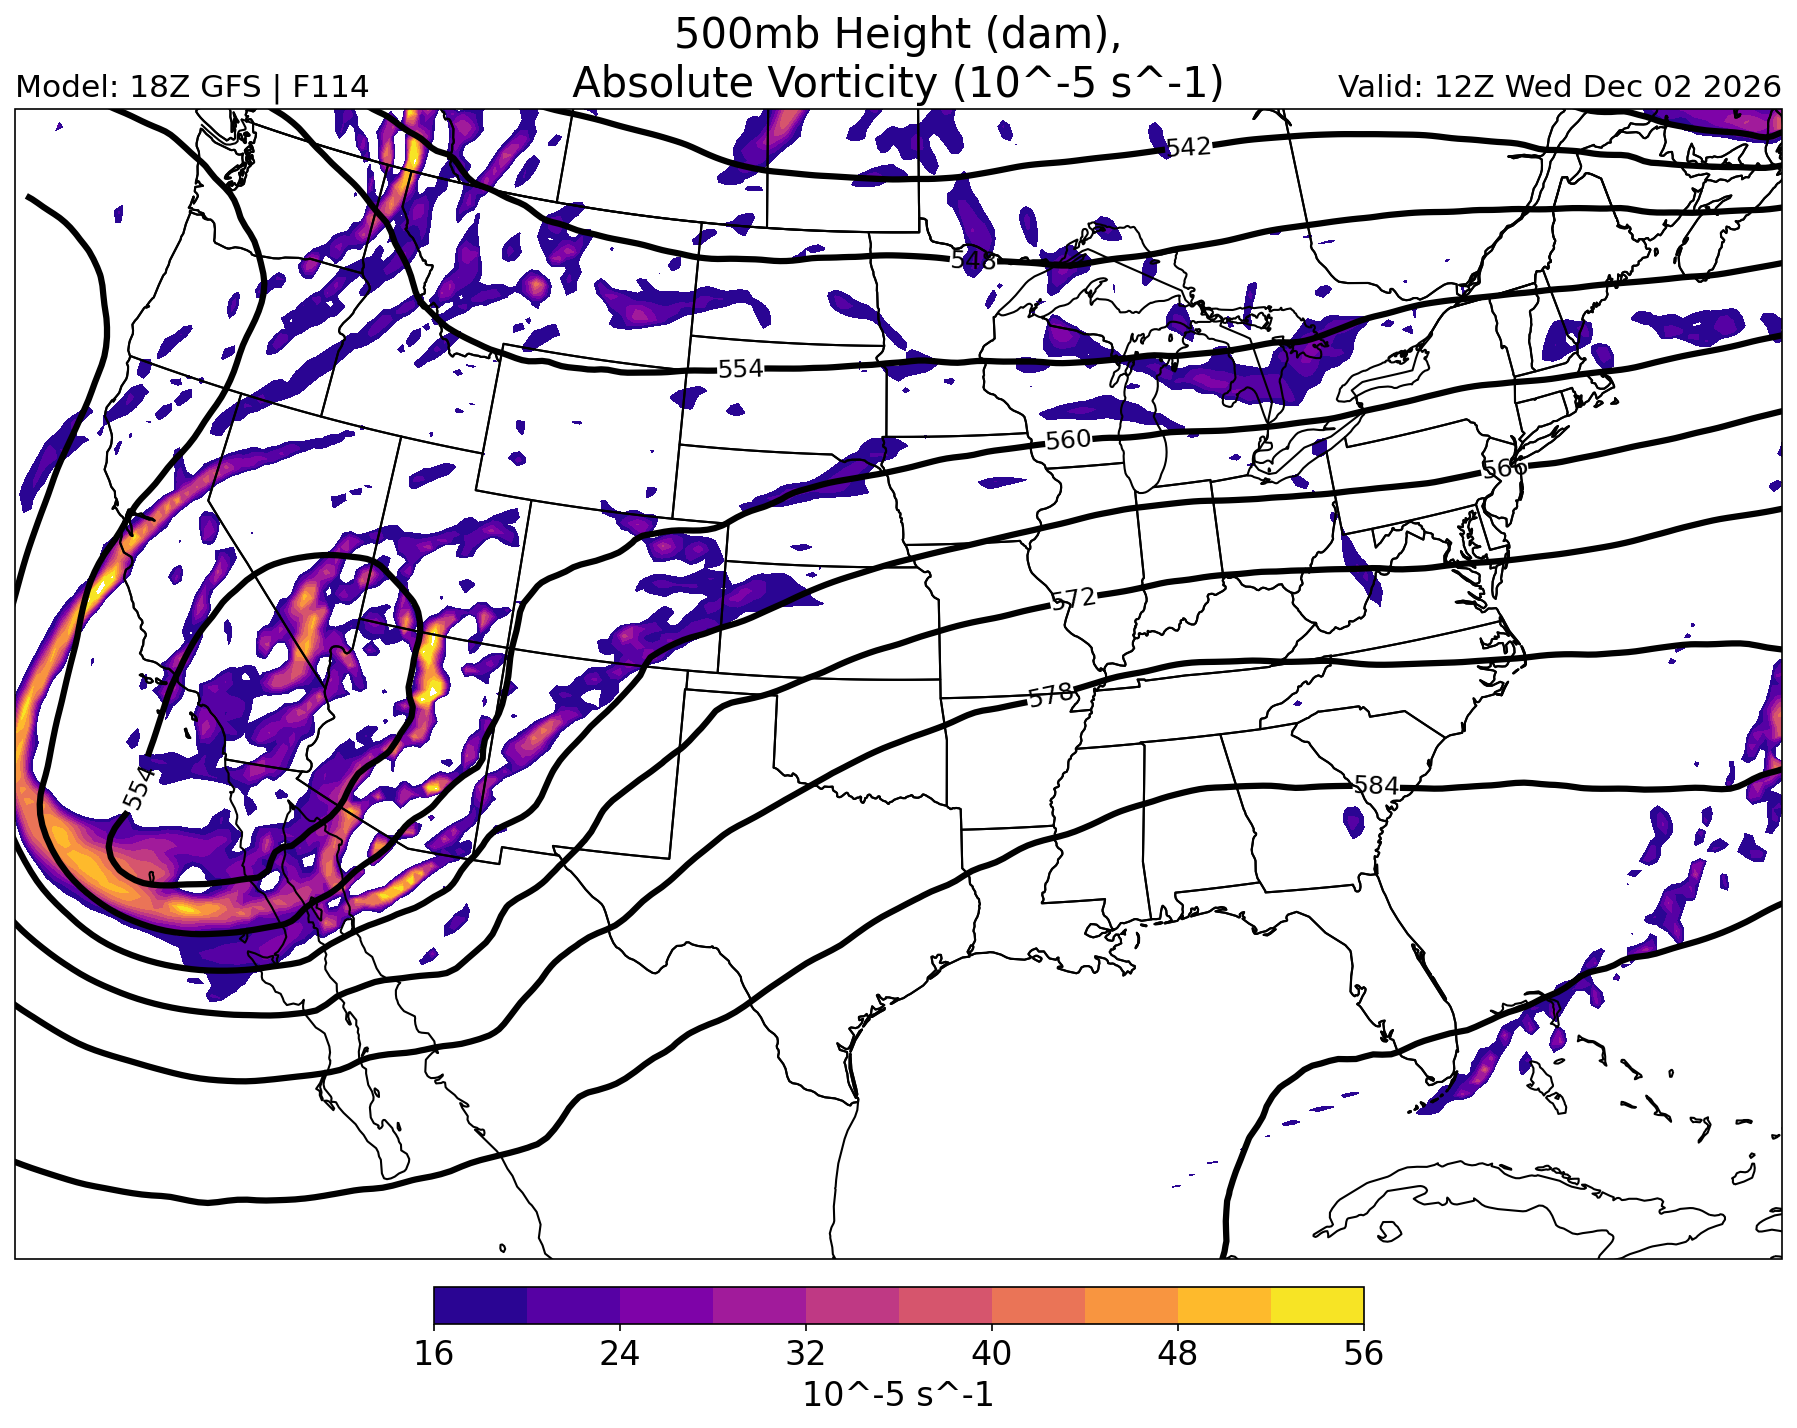 500mb Height (dam),
Absolute Vorticity (10^-5 s^-1)
Model: 18Z GFS | F114
Valid: 12Z Wed Dec 02 2026
542
548
554
560
566
572
578
584
554
16 24 32 40 48 56
10^-5 s^-1